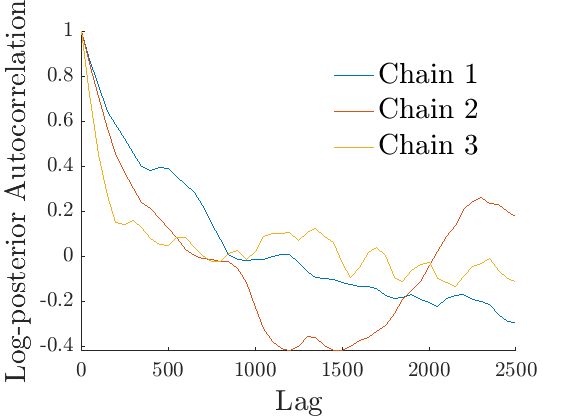 Log-posterior Autocorrelation
1
0.8
0.6
0.4
0.2
0
-0.2
-0.4
Chain 1
Chain 2
Chain 3
0 500 1000 1500 2000 2500
Lag